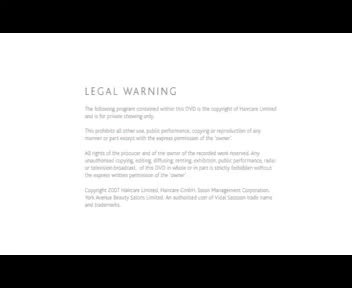 LEGAL WARNING
The following program contained within this DVD is the copyright of Haircare Limited
and is for private showing only.
This prohibits all other use, public performance, copying or reproduction of any
manner or part except with the express permission of the "owner".
All rights of the producer and of the owner of the recorded work reserved. Any
unauthorised copying, editing, diffusing, renting, exhibition, public performance, radio
or television broadcast, of this DVD in whole or in part is strictly forbidden without
the express written permission of the "owner"
Copyright 2007 Haircare Limited, Haircare GmbH, Salon Management Corporation,
York Avenue Beauty Salons Limited. An authorised user of Vidal Sassoon trade name
and trademarks.